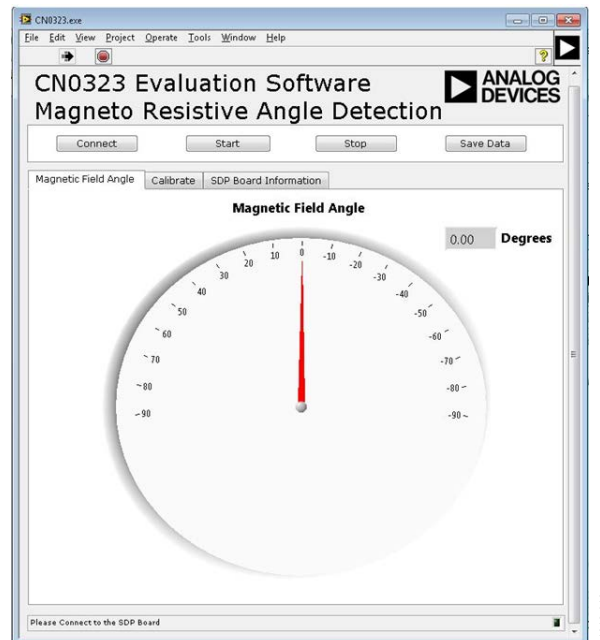 CN0323.exe
File Edit View Project Operate Tools Window Help
?
CN0323 Evaluation Software
Magneto Resistive Angle Detection
ANALOG
DEVICES
Connect Start Stop Save Data
Magnetic Field Angle Calibrate SDP Board Information
Magnetic Field Angle
0.00 Degrees
0
10 -10
20 -20
30 -30
40 -40
50 -50
60 -60
70 -70
80 -80
90 -90
Please Connect to the SDP Board